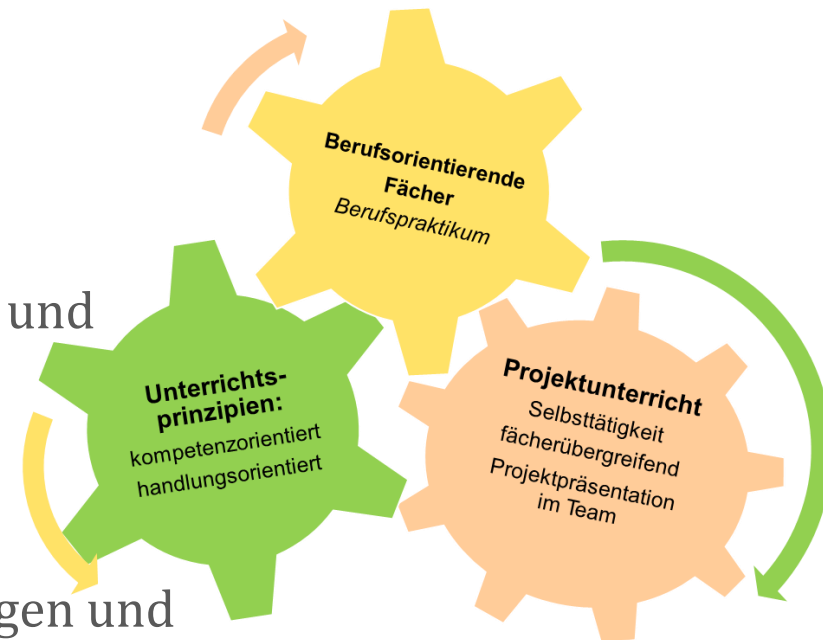 Berufsorientierende
Fächer
Berufspraktikum
und
Unterrichts-
prinzipien:
kompetenzorientiert
handlungsorientiert
Projektunterricht
Selbsttätigkeit
fächerübergreifend
Projektpräsentation
im Team
gen und